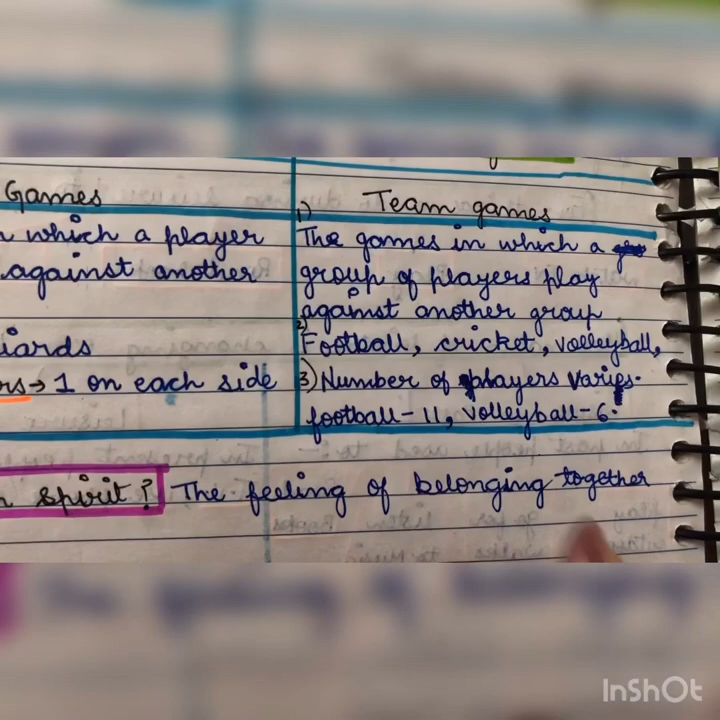 Games
which a player
against another
iards
rs → 1 on each side
1) Team games
The games in which a
group of players play
against another group
2) Football, cricket, volleyball,
3) Number of players varies.
football - 11, volleyball - 6.
spirit? The feeling of belonging together
InShOt